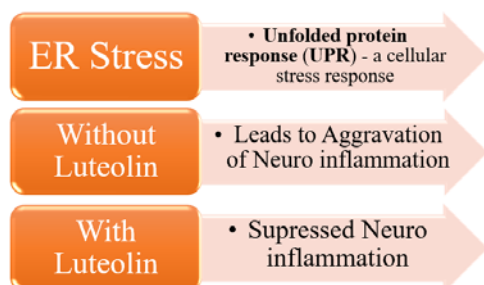 ER Stress
• Unfolded protein
response (UPR) - a cellular
stress response
Without
Luteolin
• Leads to Aggravation
of Neuro inflammation
With
Luteolin
• Supressed Neuro
inflammation